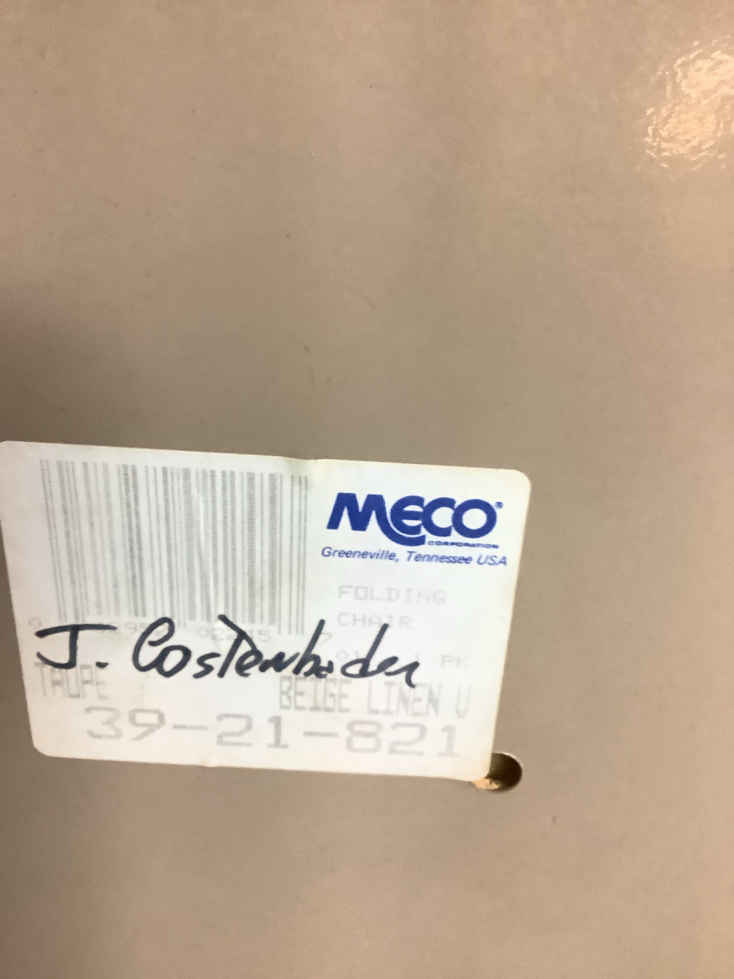 MECO®
CORPORATION
Greeneville, Tennessee USA
FOLDING
CHAIR
J. Costenbader
TAUPE
BEIGE LINEN V
39-21-821